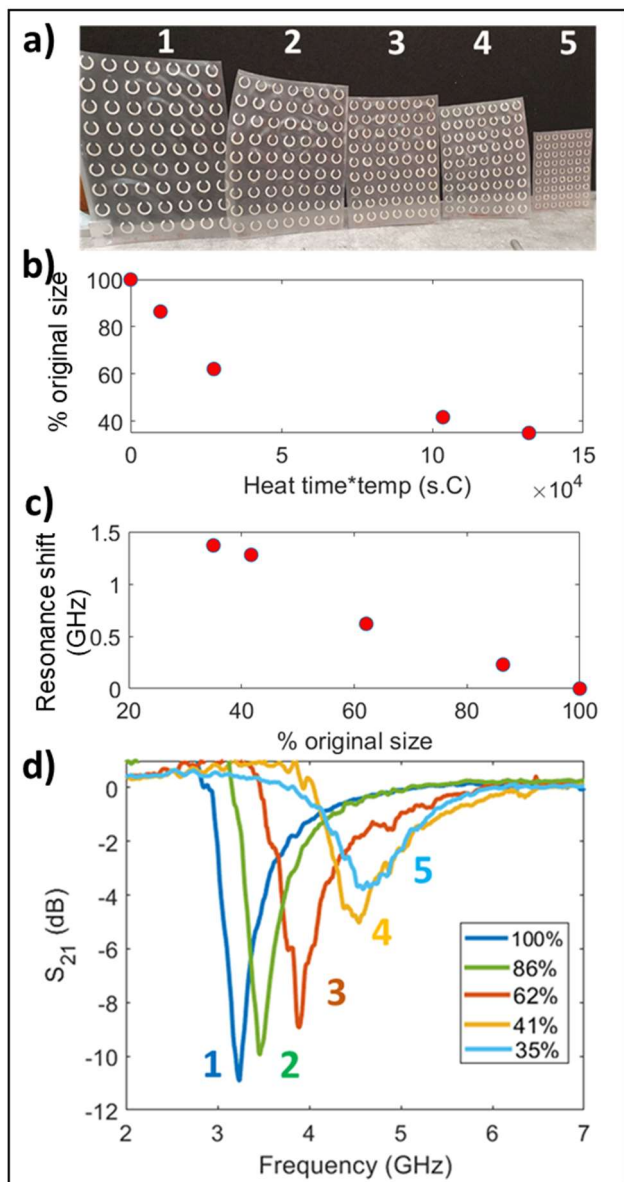 a)
1 2 3 4 5
b)
% original size
100
80
60
40
0 5 10 15
Heat time*temp (s.C) ×10⁴
c)
Resonance shift
(GHz)
1.5
1
0.5
0
20 40 60 80 100
% original size
d)
S₂₁ (dB)
0
-2
-4
-6
-8
-10
-12
5
4
3
1 2
100%
86%
62%
41%
35%
2 3 4 5 6 7
Frequency (GHz)